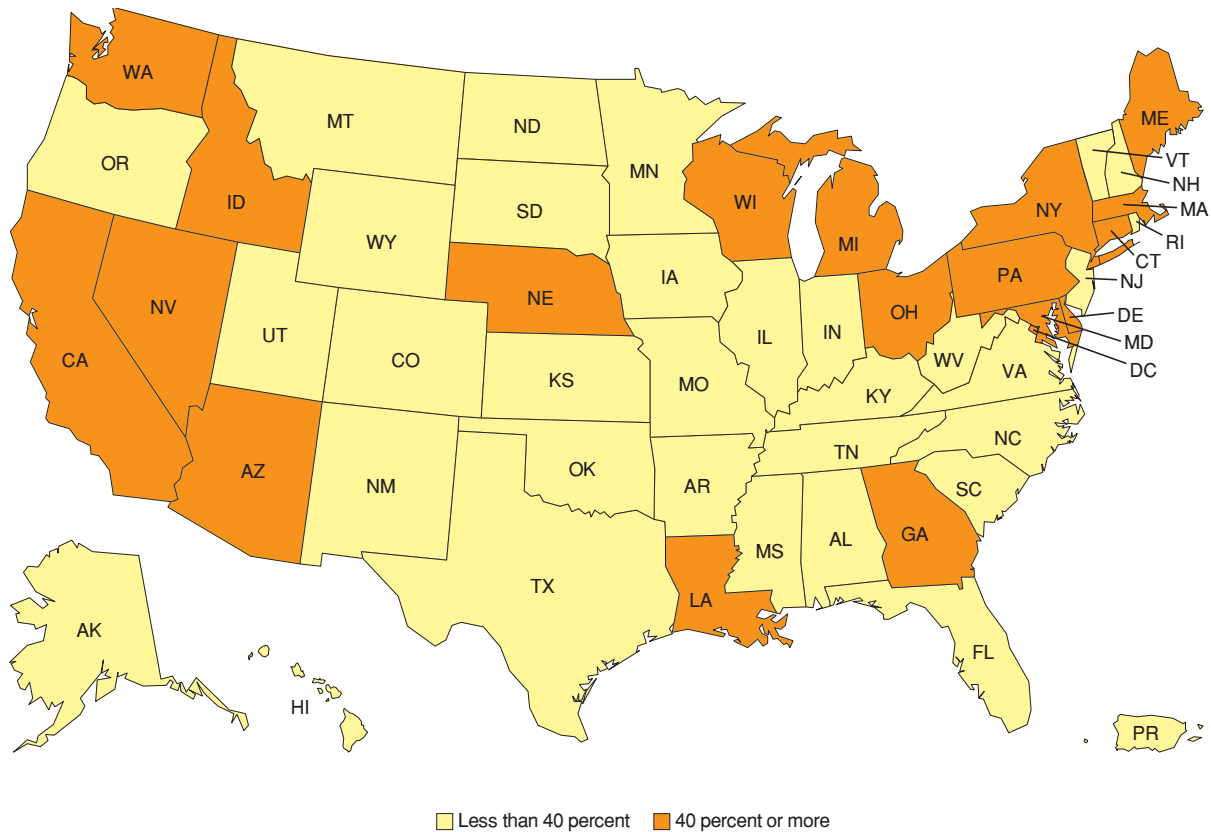 WA
MT
ND
MN
ME
OR
ID
WY
SD
WI
MI
NY
VT
NH
MA
RI
CT
NJ
PA
DE
MD
DC
IA
NE
NV
UT
CO
CA
IL
IN
OH
WV
VA
KS
MO
KY
NC
TN
AZ
NM
OK
AR
SC
MS
AL
GA
TX
LA
FL
AK
HI
PR
Less than 40 percent
40 percent or more